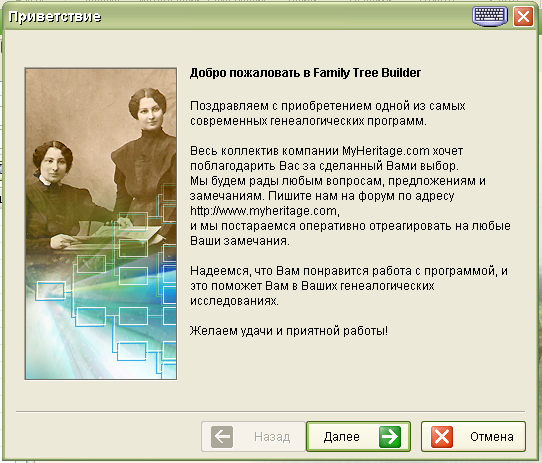 Приветствие
Добро пожаловать в Family Tree Builder
Поздравляем с приобретением одной из самых
современных генеалогических программ.
Весь коллектив компании MyHeritage.com хочет
поблагодарить Вас за сделанный Вами выбор.
Мы будем рады любым вопросам, предложениям и
замечаниям. Пишите нам на форум по адресу
http://www.myheritage.com,
и мы постараемся оперативно отреагировать на любые
Ваши замечания.
Надеемся, что Вам понравится работа с программой, и
это поможет Вам в Ваших генеалогических
исследованиях.
Желаем удачи и приятной работы!
Назад
Далее
Отмена